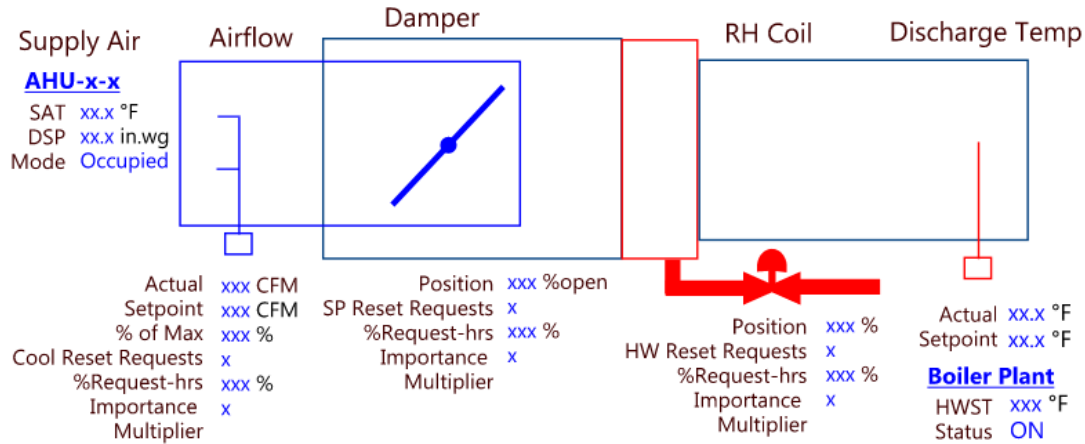 Supply Air
AHU-x-x
SAT xx.x °F
DSP xx.x in.wg
Mode Occupied
Airflow
Actual xxx CFM
Setpoint xxx CFM
% of Max xxx %
Cool Reset Requests x
%Request-hrs xxx %
Importance x
Multiplier
Damper
Position xxx %open
SP Reset Requests x
%Request-hrs xxx %
Importance x
Multiplier
RH Coil
Position xxx %
HW Reset Requests x
%Request-hrs xxx %
Importance x
Multiplier
Discharge Temp
Actual xx.x °F
Setpoint xx.x °F
Boiler Plant
HWST xxx °F
Status ON